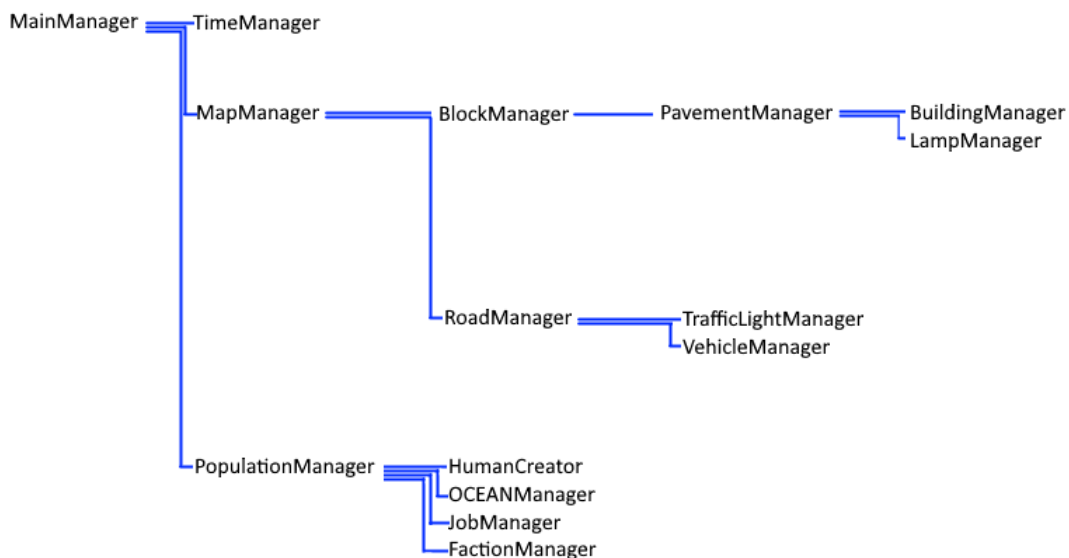 MainManager TimeManager
MapManager BlockManager PavementManager BuildingManager
LampManager
RoadManager TrafficLightManager
VehicleManager
PopulationManager HumanCreator
OCEANManager
JobManager
FactionManager